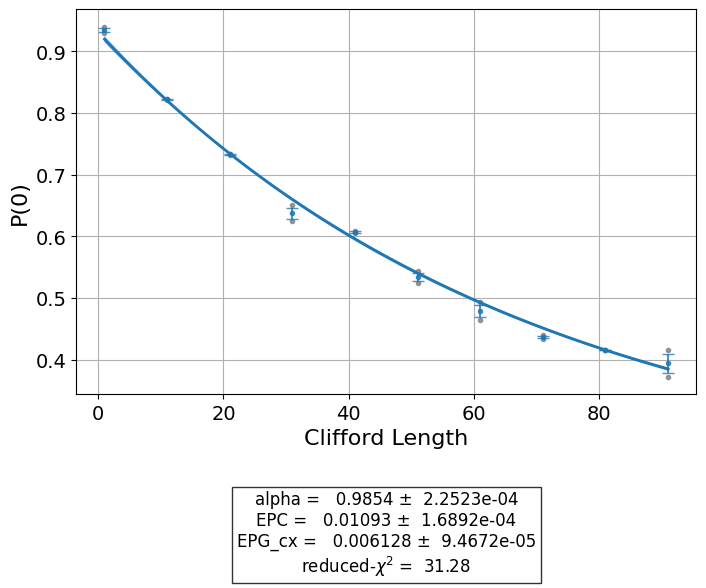 0.9
0.8
0.7
0.6
0.5
0.4
P(0)
0 20 40 60 80
Clifford Length
alpha = 0.9854 ± 2.2523e-04
EPC = 0.01093 ± 1.6892e-04
EPG_cx = 0.006128 ± 9.4672e-05
reduced-χ² = 31.28